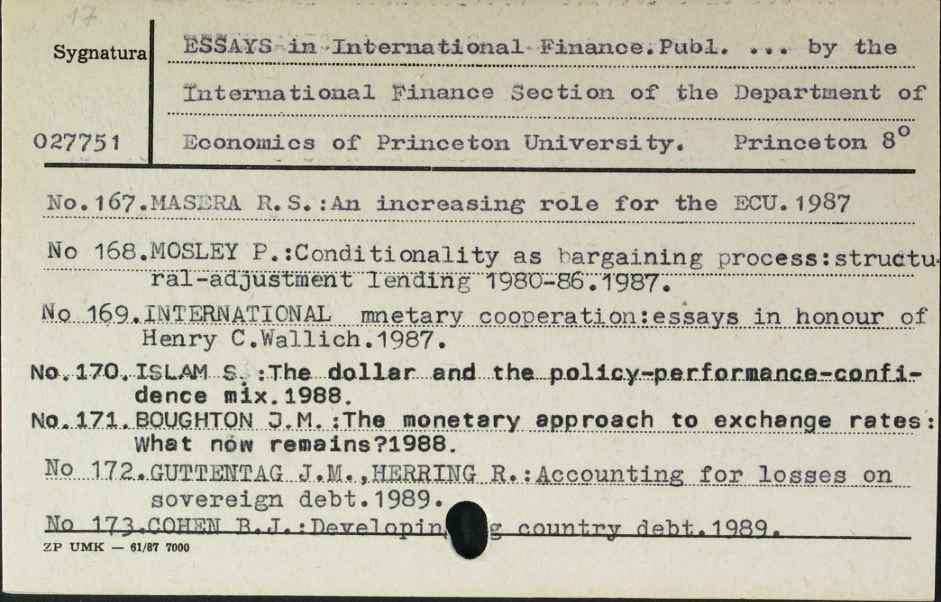 17
Sygnatura
ESSAYS in International Finance.Publ. ... by the
International Finance Section of the Department of
027751
Economics of Princeton University. Princeton 8°
No.167.MASERA R.S.:An increasing role for the ECU.1987
No 168.MOSLEY P.:Conditionality as bargaining process:structu-
ral-adjustment lending 1980-86.1987.
No 169.INTERNATIONAL mnetary cooperation:essays in honour of
Henry C.Wallich.1987.
No.170.ISLAM S.:The dollar and the policy-performance-confi-
dence mix.1988.
No.171.BOUGHTON J.M.:The monetary approach to exchange rates:
What now remains?1988.
No 172.GUTTENTAG J.M.,HERRING R.:Accounting for losses on
sovereign debt.1989.
No 173.COHEN B.J.:Developin g country debt.1989.
ZP UMK — 61/87 7000